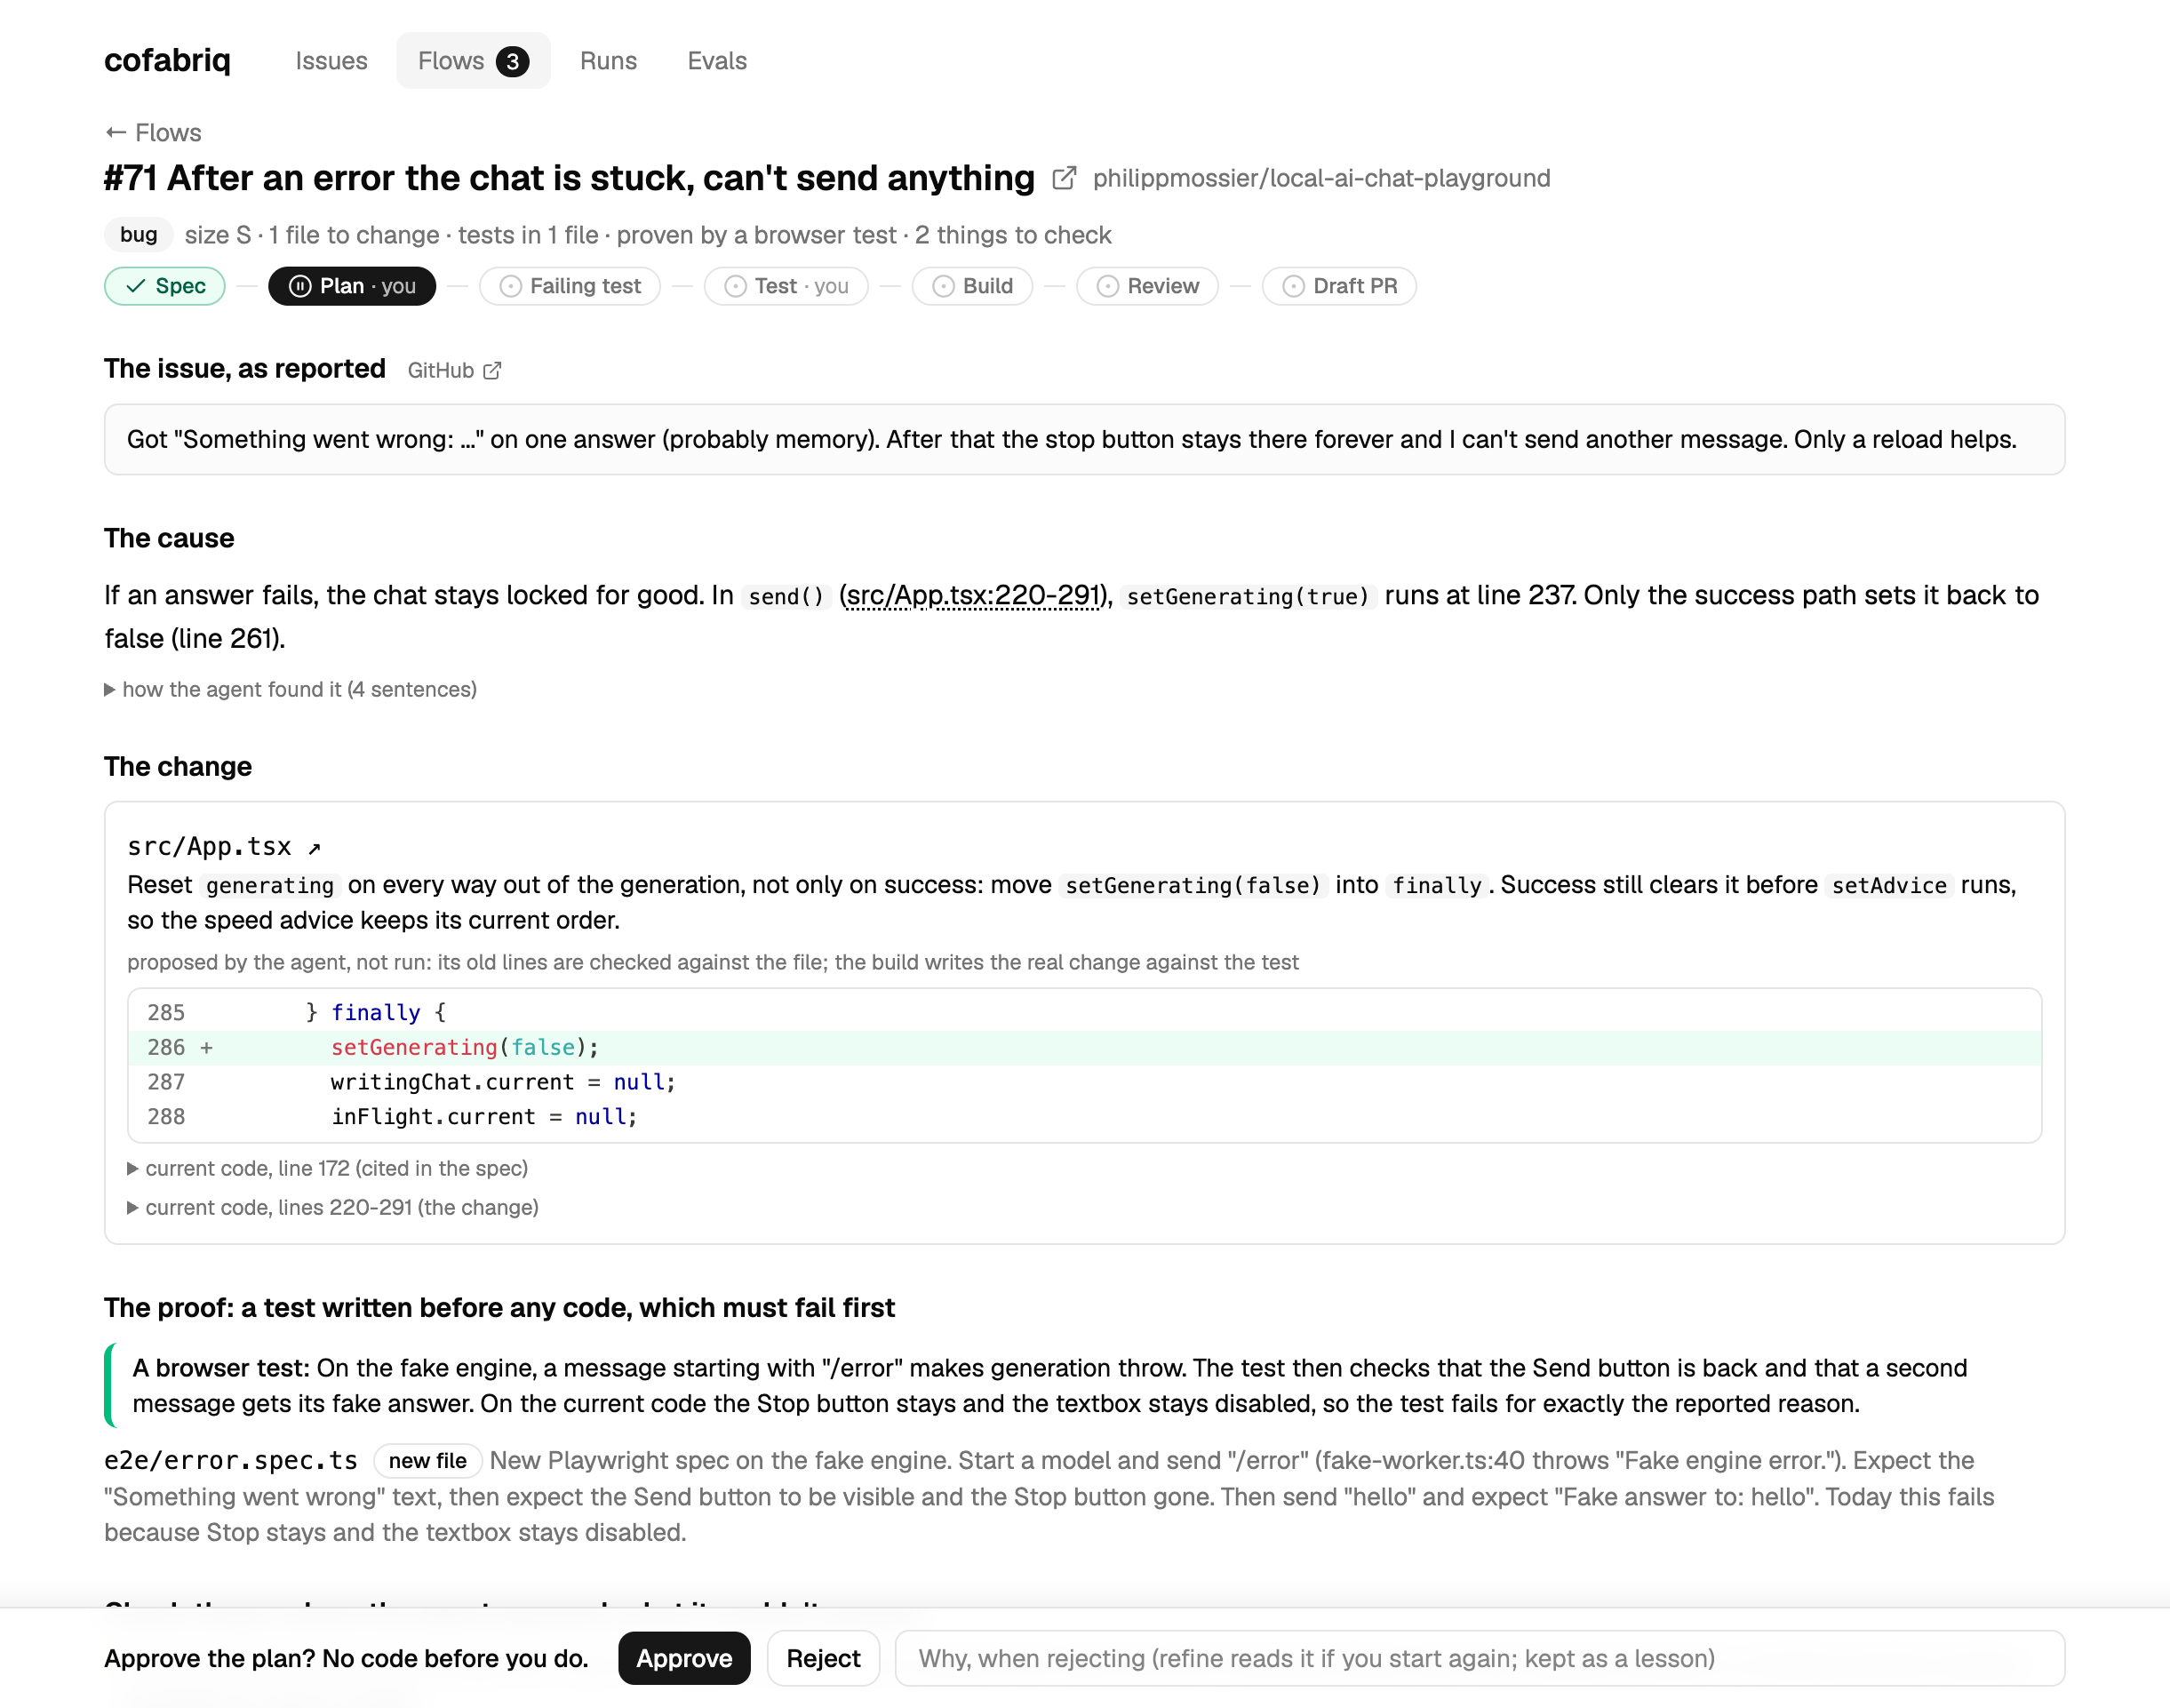 cofabriq Issues Flows 3 Runs Evals
← Flows
#71 After an error the chat is stuck, can't send anything philippmossier/local-ai-chat-playground
bug size S · 1 file to change · tests in 1 file · proven by a browser test · 2 things to check
Spec Plan · you Failing test Test · you Build Review Draft PR
The issue, as reported GitHub
Got "Something went wrong: ..." on one answer (probably memory). After that the stop button stays there forever and I can't send another message. Only a reload helps.
The cause
If an answer fails, the chat stays locked for good. In send() (src/App.tsx:220-291), setGenerating(true) runs at line 237. Only the success path sets it back to
false (line 261).
▶ how the agent found it (4 sentences)
The change
src/App.tsx ↗
Reset generating on every way out of the generation, not only on success: move setGenerating(false) into finally. Success still clears it before setAdvice runs,
so the speed advice keeps its current order.
proposed by the agent, not run: its old lines are checked against the file; the build writes the real change against the test
285 } finally {
286 + setGenerating(false);
287 writingChat.current = null;
288 inFlight.current = null;
▶ current code, line 172 (cited in the spec)
▶ current code, lines 220-291 (the change)
The proof: a test written before any code, which must fail first
A browser test: On the fake engine, a message starting with "/error" makes generation throw. The test then checks that the Send button is back and that a second
message gets its fake answer. On the current code the Stop button stays and the textbox stays disabled, so the test fails for exactly the reported reason.
e2e/error.spec.ts new file New Playwright spec on the fake engine. Start a model and send "/error" (fake-worker.ts:40 throws "Fake engine error."). Expect the
"Something went wrong" text, then expect the Send button to be visible and the Stop button gone. Then send "hello" and expect "Fake answer to: hello". Today this fails
because Stop stays and the textbox stays disabled.
Approve the plan? No code before you do. Approve Reject Why, when rejecting (refine reads it if you start again; kept as a lesson)